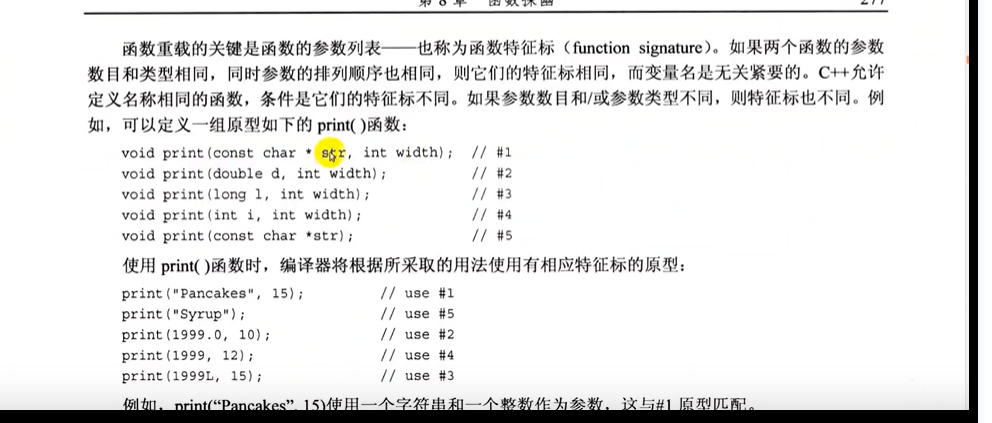 第 8 章 函数探幽 277
函数重载的关键是函数的参数列表——也称为函数特征标（function signature）。如果两个函数的参数
数目和类型相同，同时参数的排列顺序也相同，则它们的特征标相同，而变量名是无关紧要的。C++允许
定义名称相同的函数，条件是它们的特征标不同。如果参数数目和/或参数类型不同，则特征标也不同。例
如，可以定义一组原型如下的 print( )函数：
void print(const char * str, int width); // #1
void print(double d, int width); // #2
void print(long l, int width); // #3
void print(int i, int width); // #4
void print(const char *str); // #5
使用 print( )函数时，编译器将根据所采取的用法使用有相应特征标的原型：
print("Pancakes", 15); // use #1
print("Syrup"); // use #5
print(1999.0, 10); // use #2
print(1999, 12); // use #4
print(1999L, 15); // use #3
例如，print(“Pancakes”, 15)使用一个字符串和一个整数作为参数，这与#1 原型匹配。